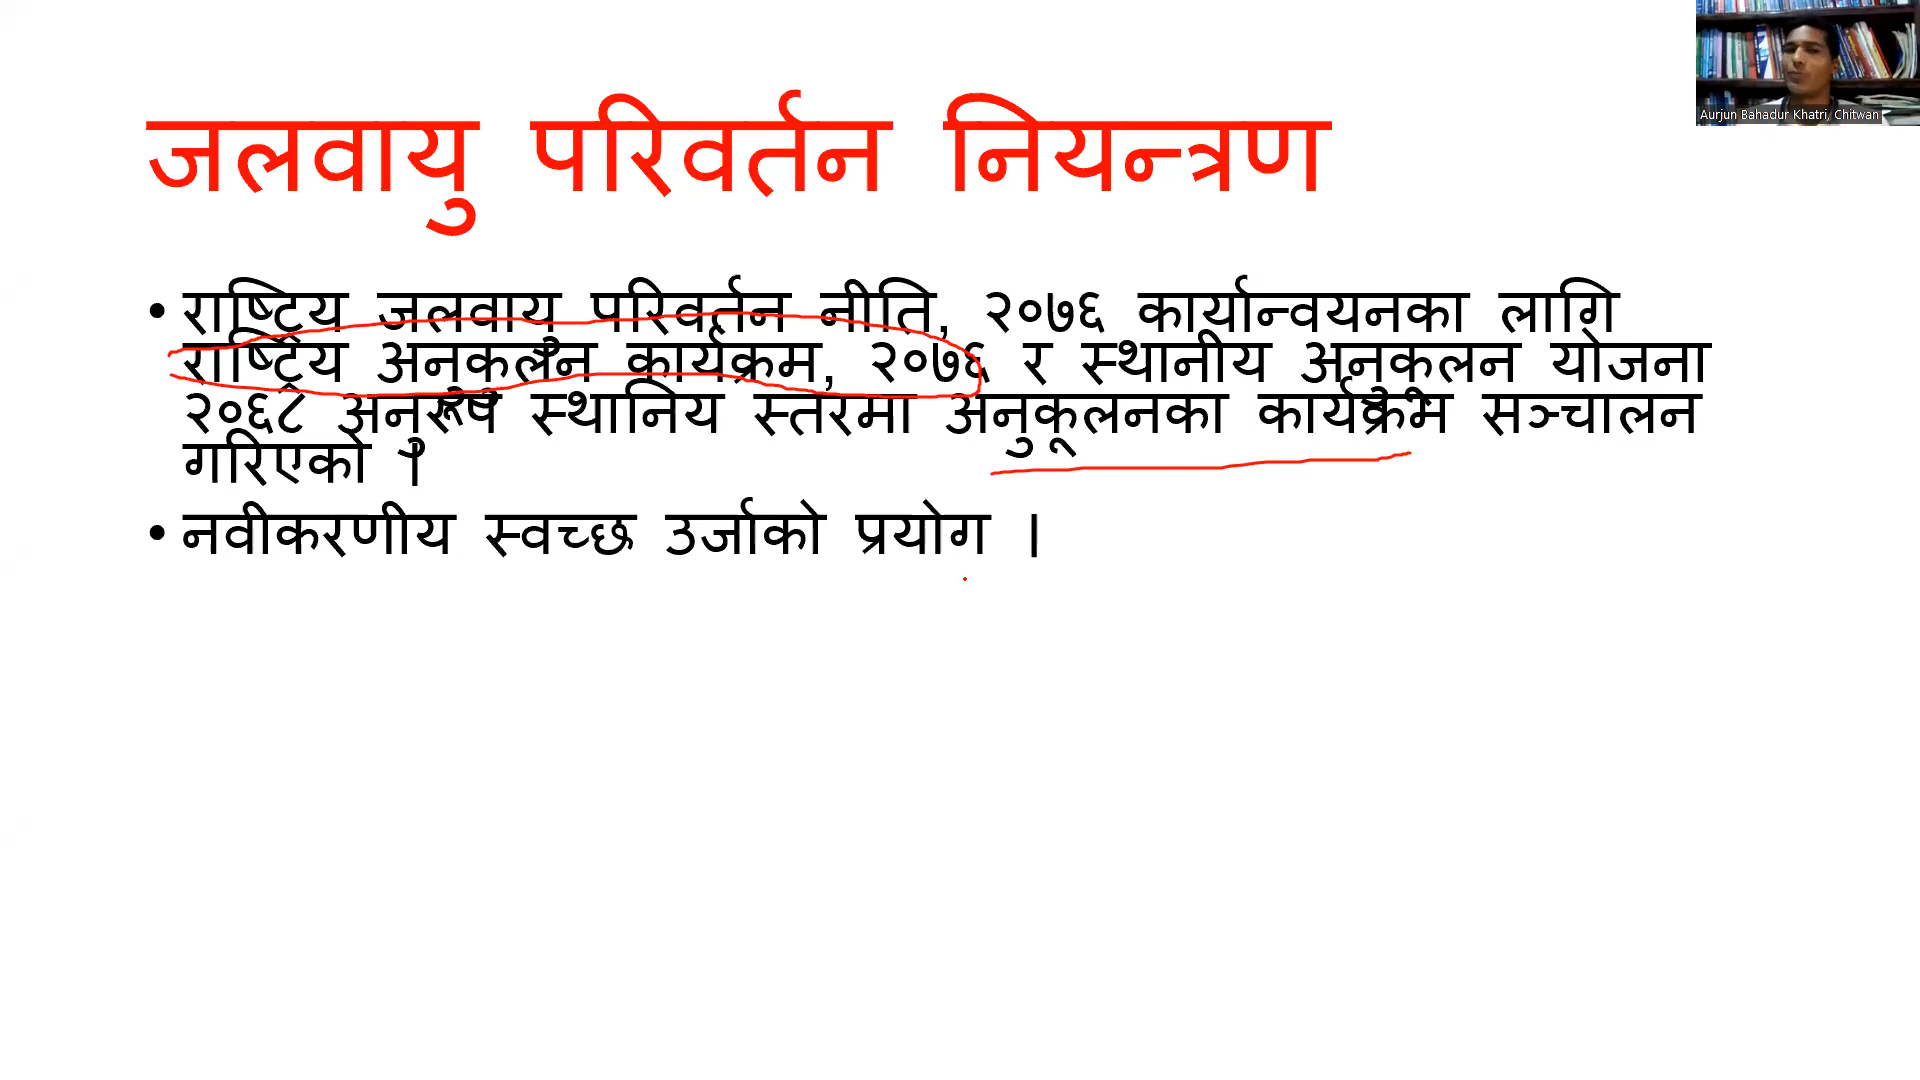 Aurjun Bahadur Khatri, Chitwan
जलवायु परिवर्तन नियन्त्रण
• राष्ट्रिय जलवायु परिवर्तन नीति, २०७६ कार्यान्वयनका लागि
राष्ट्रिय अनुकुलन कार्यक्रम, २०७६ र स्थानीय अनुकूलन योजना
२०६८ अनुरूप स्थानिय स्तरमा अनुकूलनका कार्यक्रम सञ्चालन
गरिएको ।
• नवीकरणीय स्वच्छ उर्जाको प्रयोग ।